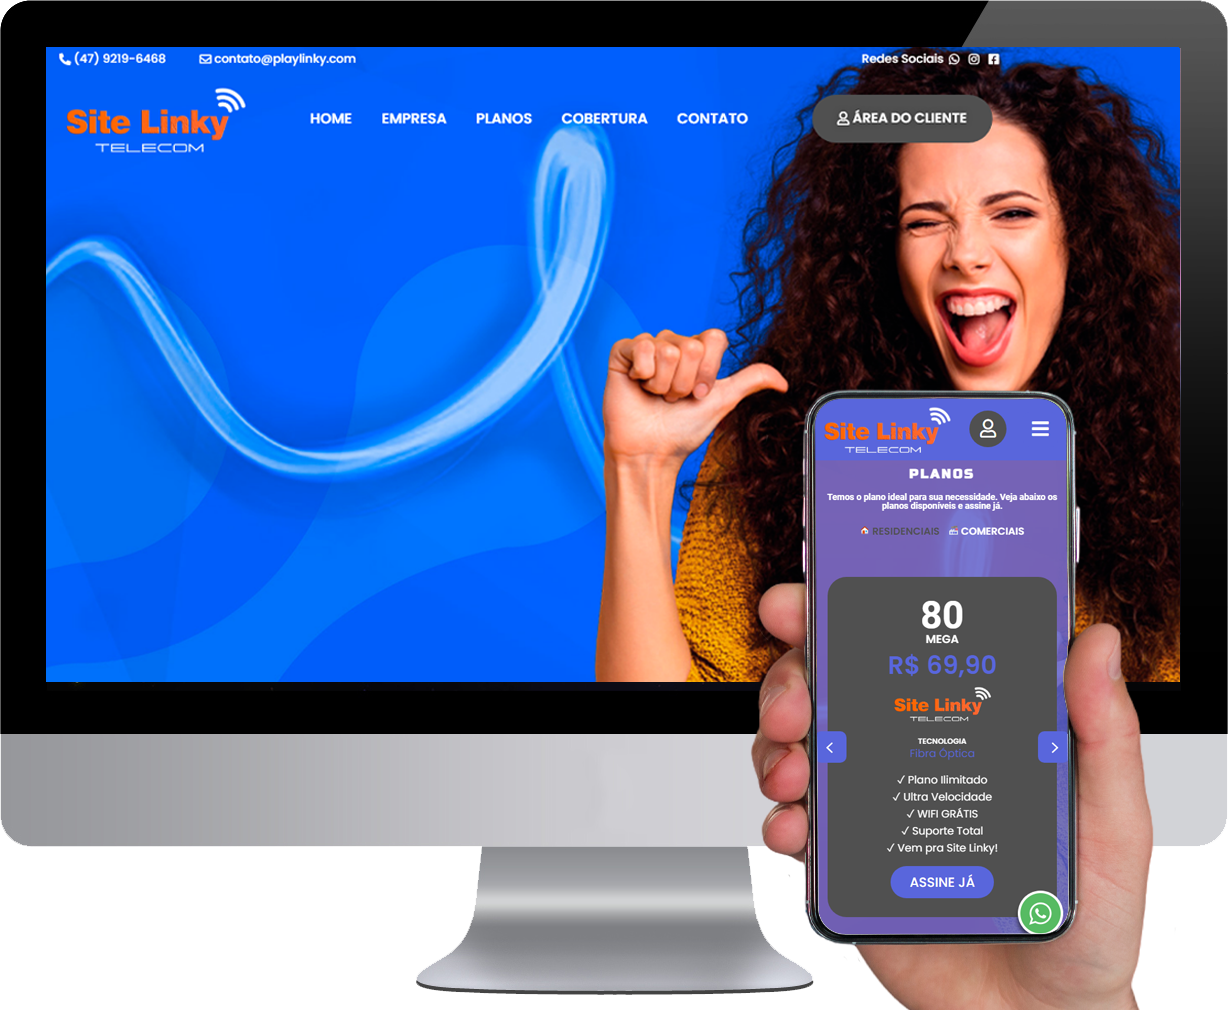 (47) 9219-6468 contato@playlinky.com Redes Sociais
Site Linky
TELECOM
HOME EMPRESA PLANOS COBERTURA CONTATO
ÁREA DO CLIENTE
Site Linky
TELECOM
PLANOS
Temos o plano ideal para sua necessidade. Veja abaixo os
planos disponíveis e assine já.
RESIDENCIAIS COMERCIAIS
80
MEGA
R$ 69,90
Site Linky
TELECOM
TECNOLOGIA
Fibra Óptica
✓ Plano Ilimitado
✓ Ultra Velocidade
✓ WIFI GRÁTIS
✓ Suporte Total
✓ Vem pra Site Linky!
ASSINE JÁ